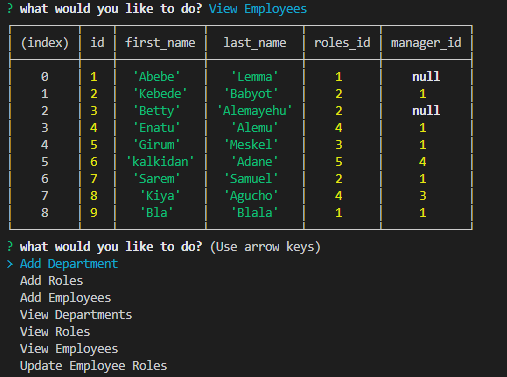 ? what would you like to do? View Employees
(index) id first_name last_name roles_id manager_id
0 1 'Abebe' 'Lemma' 1 null
1 2 'Kebede' 'Babyot' 2 1
2 3 'Betty' 'Alemayehu' 2 null
3 4 'Enatu' 'Alemu' 4 1
4 5 'Girum' 'Meskel' 3 1
5 6 'kalkidan' 'Adane' 5 4
6 7 'Sarem' 'Samuel' 2 1
7 8 'Kiya' 'Agucho' 4 3
8 9 'Bla' 'Blala' 1 1
? what would you like to do? (Use arrow keys)
> Add Department
Add Roles
Add Employees
View Departments
View Roles
View Employees
Update Employee Roles